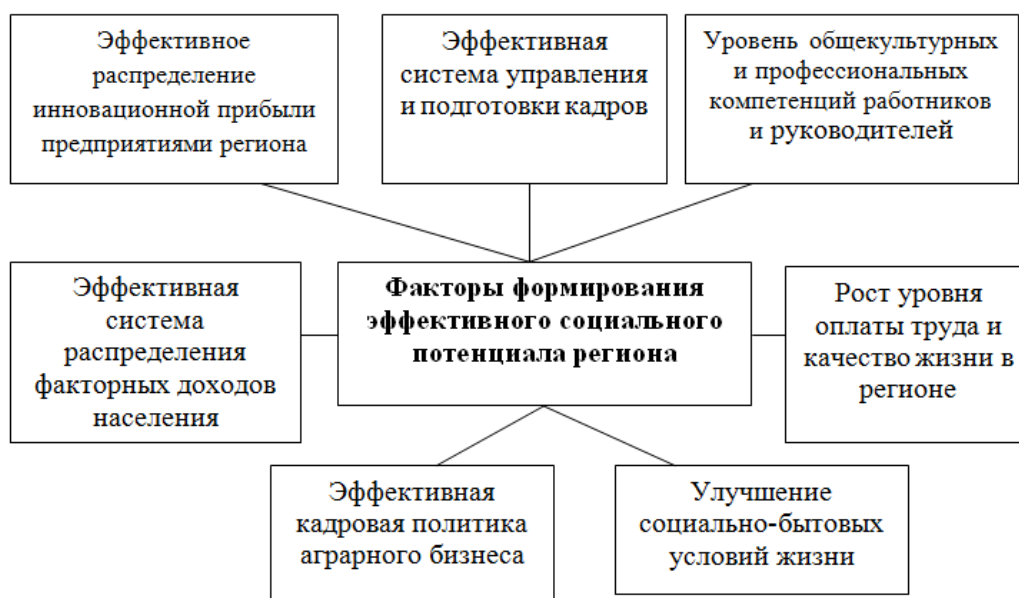 Эффективное
распределение
инновационной прибыли
предприятиями региона
Эффективная
система управления
и подготовки кадров
Уровень общекультурных
и профессиональных
компетенций работников
и руководителей
Эффективная
система
распределения
факторных доходов
населения
Факторы формирования
эффективного социального
потенциала региона
Рост уровня
оплаты труда и
качество жизни в
регионе
Эффективная
кадровая политика
аграрного бизнеса
Улучшение
социально-бытовых
условий жизни